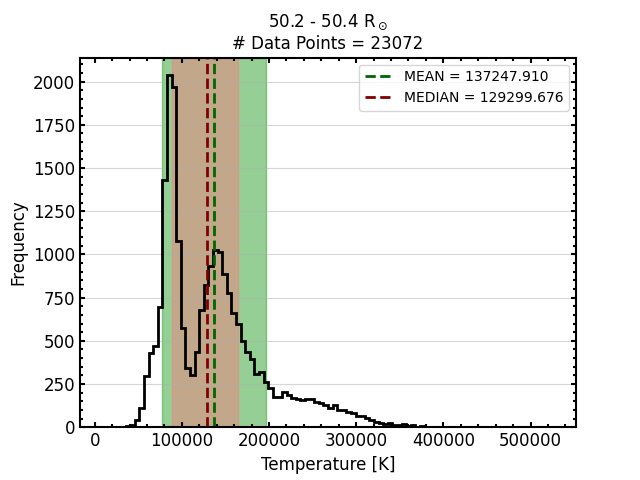 50.2 - 50.4 R⊙
# Data Points = 23072
MEAN = 137247.910
MEDIAN = 129299.676
Frequency
2000
1750
1500
1250
1000
750
500
250
0
0 100000 200000 300000 400000 500000
Temperature [K]